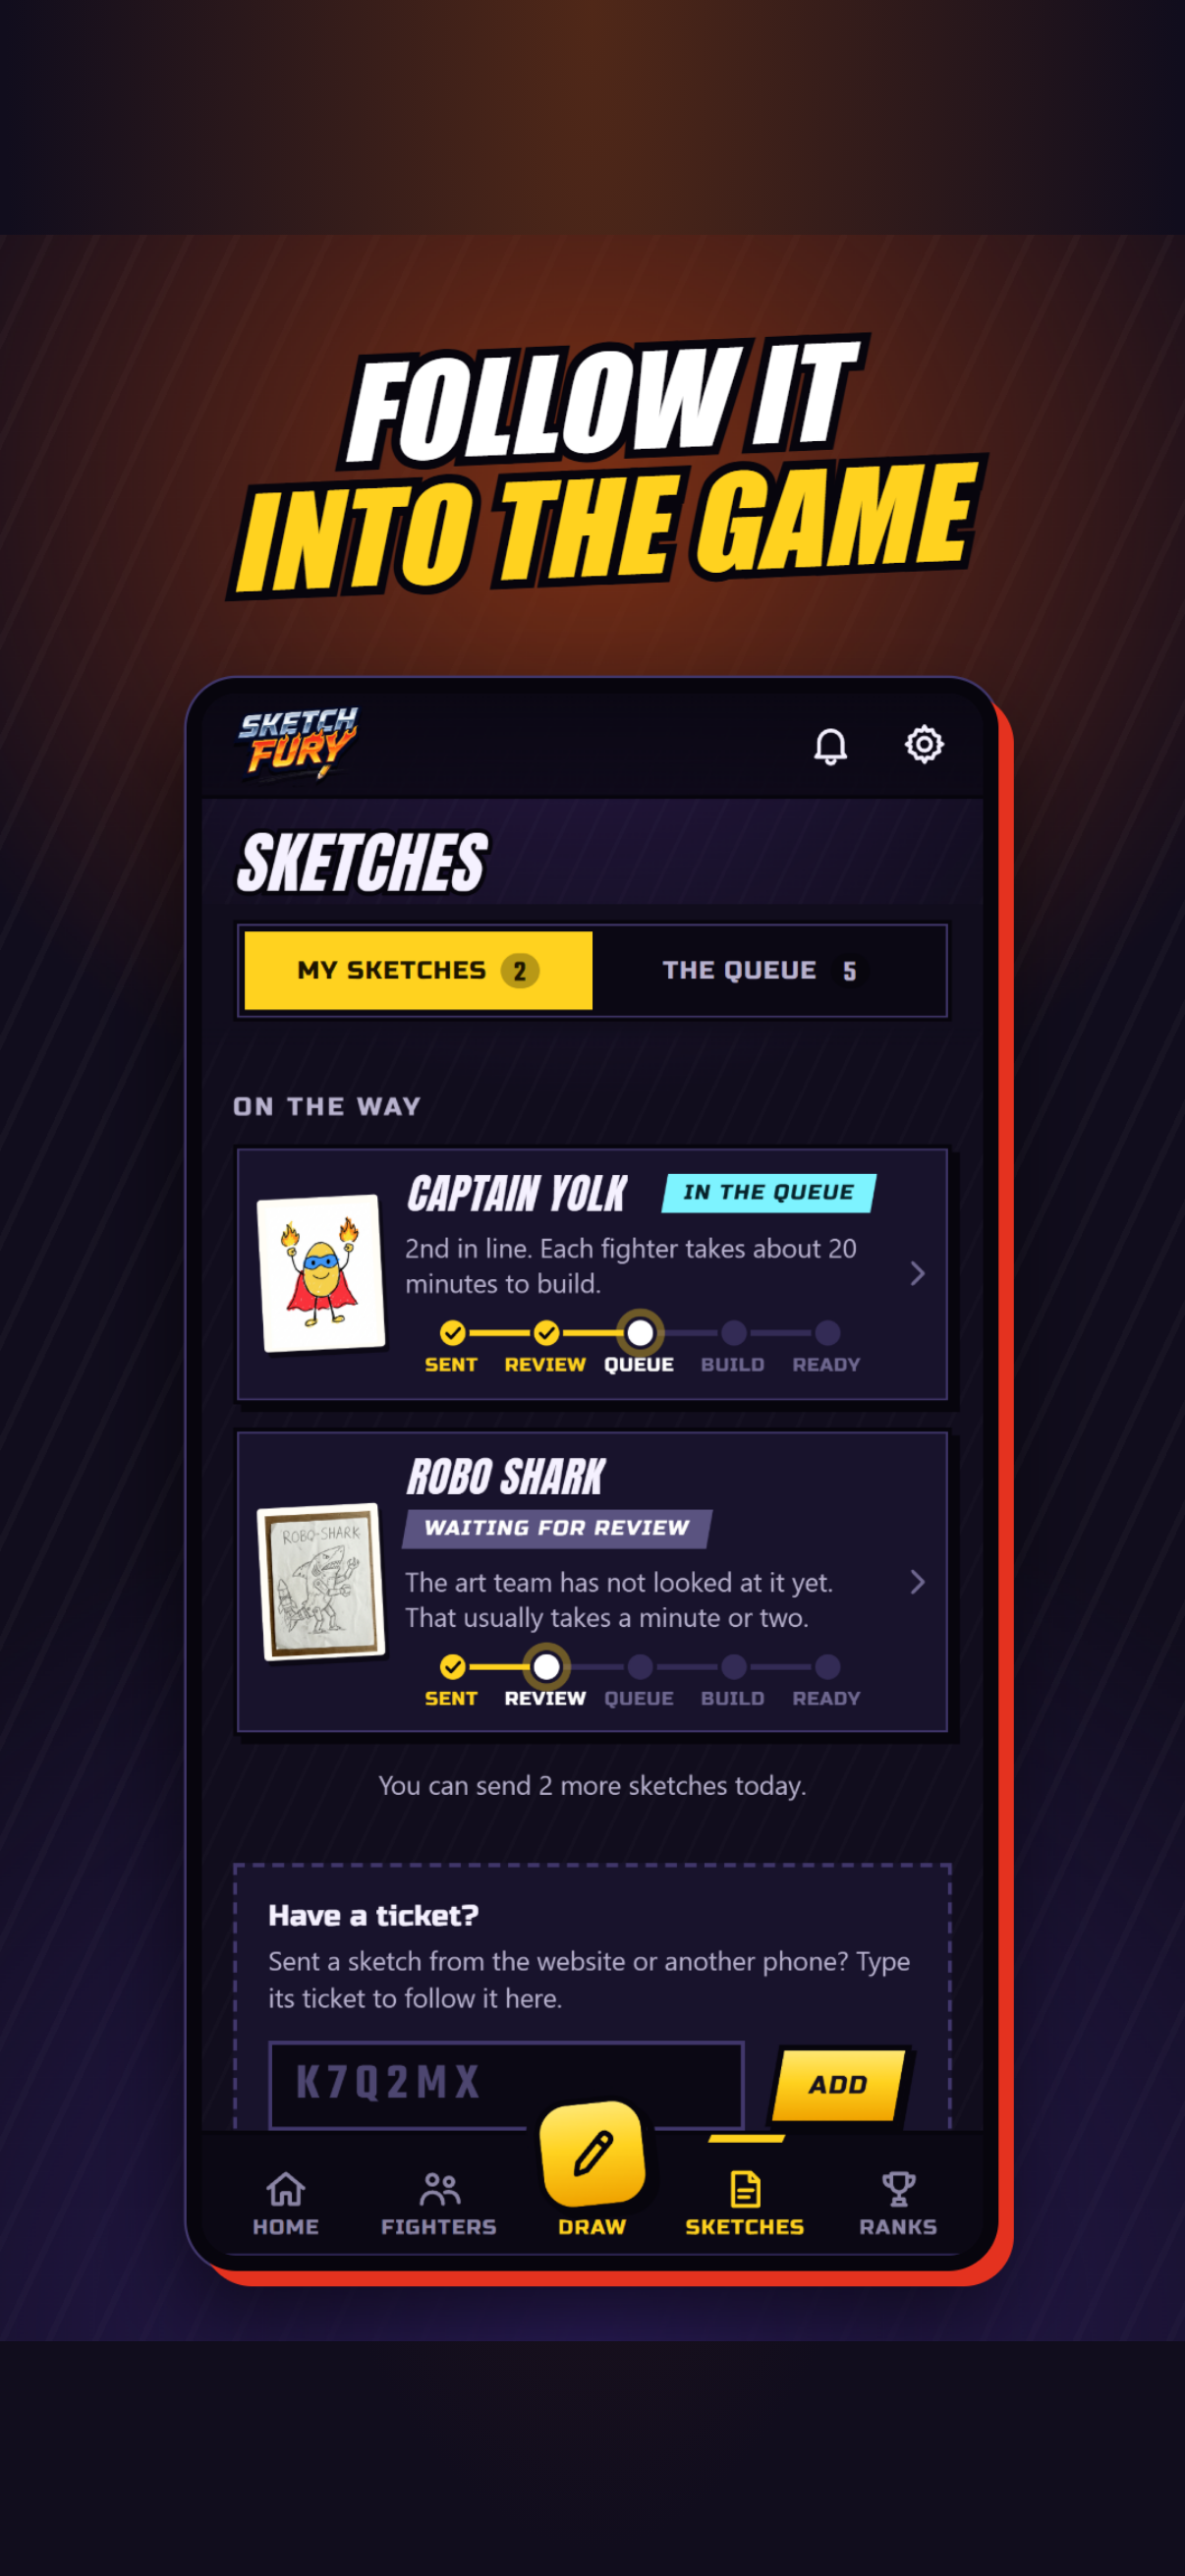 FOLLOW IT
INTO THE GAME
SKETCH
FURY
SKETCHES
MY SKETCHES 2
THE QUEUE 5
ON THE WAY
CAPTAIN YOLK
IN THE QUEUE
2nd in line. Each fighter takes about 20
minutes to build.
SENT REVIEW QUEUE BUILD READY
ROBO SHARK
WAITING FOR REVIEW
ROBO-SHARK
The art team has not looked at it yet.
That usually takes a minute or two.
SENT REVIEW QUEUE BUILD READY
You can send 2 more sketches today.
Have a ticket?
Sent a sketch from the website or another phone? Type
its ticket to follow it here.
K7Q2MX
ADD
HOME FIGHTERS DRAW SKETCHES RANKS